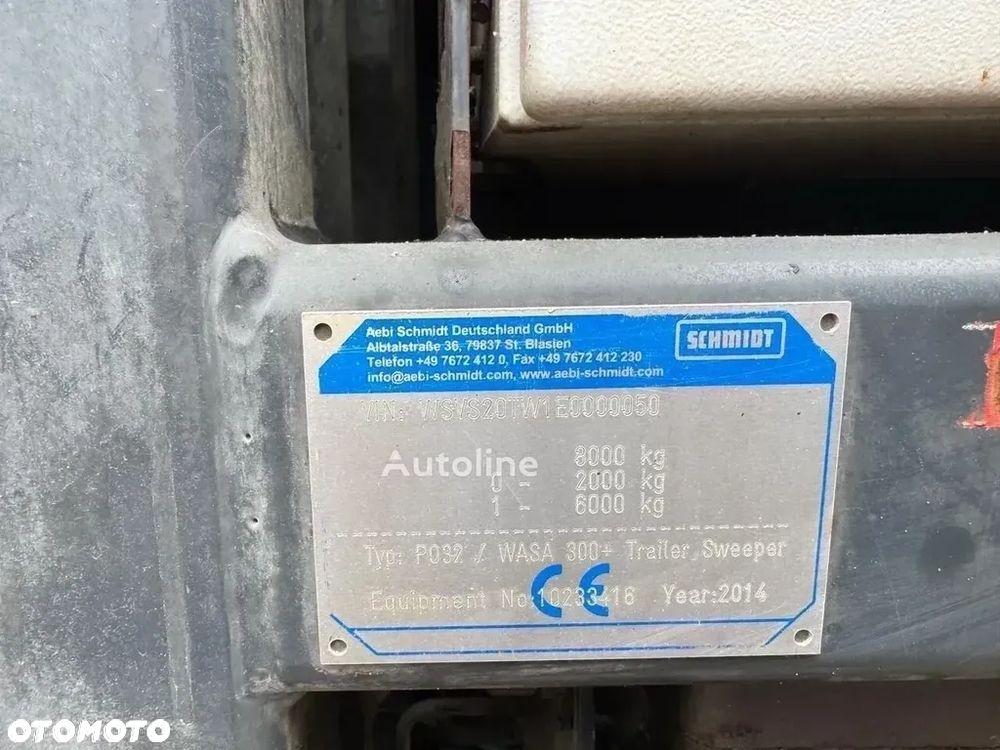 Aebi Schmidt Deutschland GmbH
Albtalstraße 36, 79837 St. Blasien
Telefon +49 7672 412 0, Fax +49 7672 412 230
info@aebi-schmidt.com, www.aebi-schmidt.com
SCHMIDT
VIN: WSVS20TW1E0000050
8000 kg
Autoline
0 - 2000 kg
1 - 6000 kg
Typ: P032 / WASA 300+ Trailer Sweeper
CE
Equipment No: Year:2014
OTOMOTO